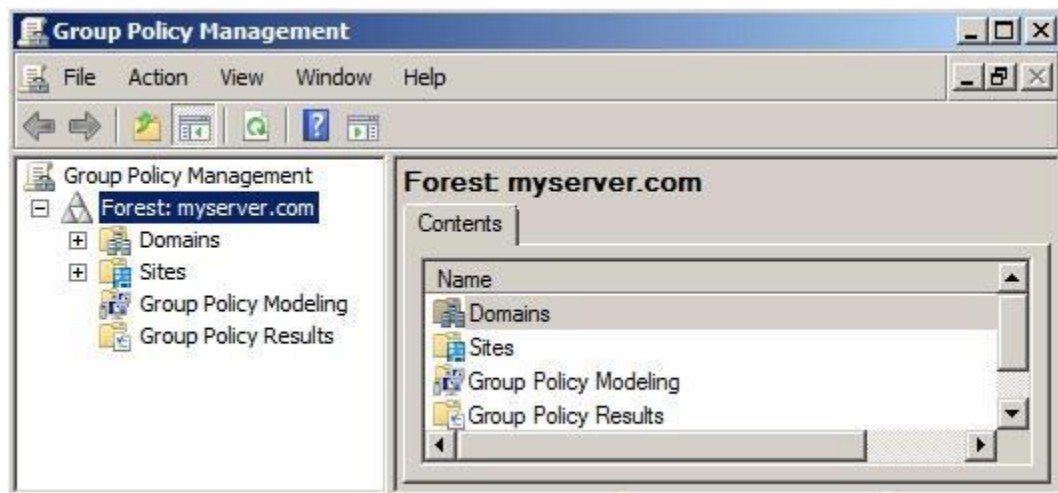 Group Policy Management
File Action View Window Help
Group Policy Management
Forest: myserver.com
Domains
Sites
Group Policy Modeling
Group Policy Results
Forest: myserver.com
Contents
Name
Domains
Sites
Group Policy Modeling
Group Policy Results